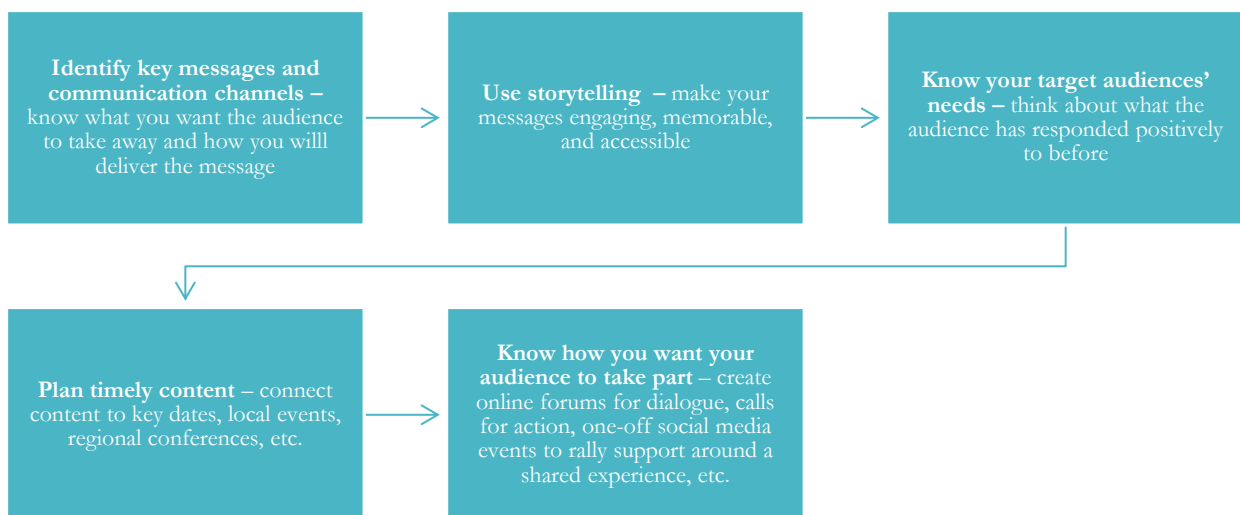 Identify key messages and
communication channels –
know what you want the audience
to take away and how you willl
deliver the message
Use storytelling – make your
messages engaging, memorable,
and accessible
Know your target audiences’
needs – think about what the
audience has responded positively
to before
Plan timely content – connect
content to key dates, local events,
regional conferences, etc.
Know how you want your
audience to take part – create
online forums for dialogue, calls
for action, one-off social media
events to rally support around a
shared experience, etc.